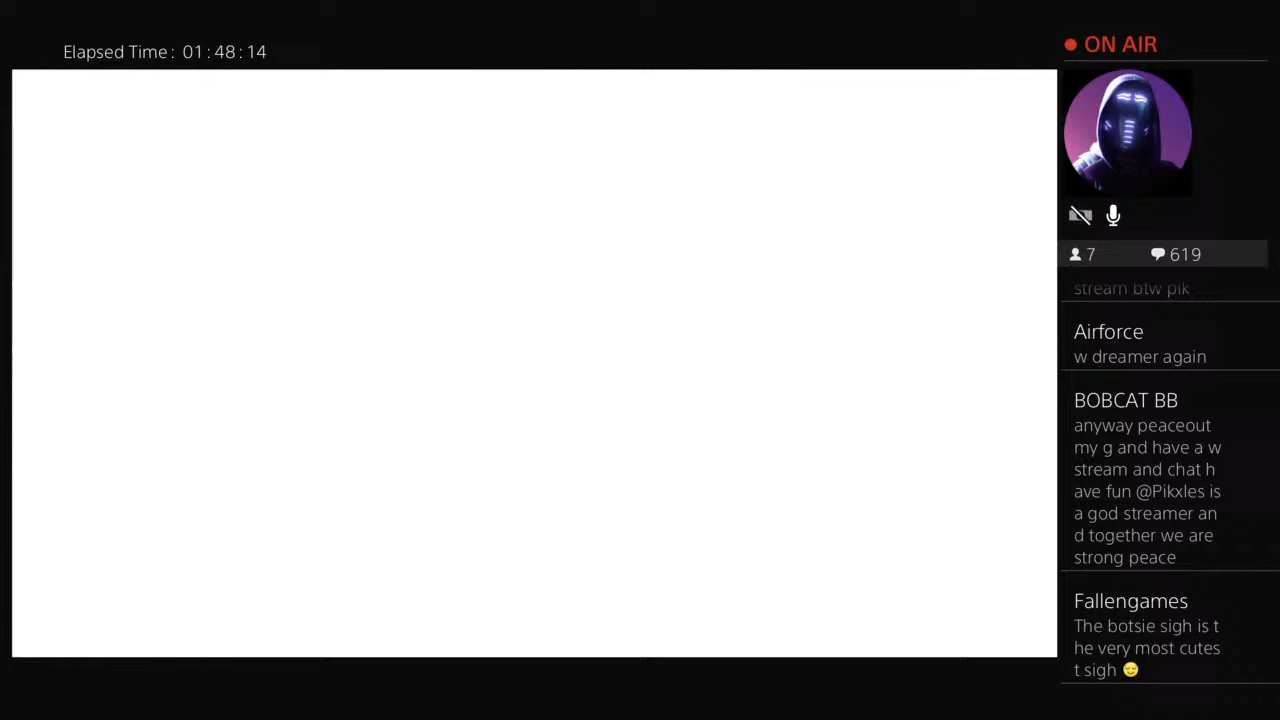 Elapsed Time: 01:48:14
ON AIR
7
619
stream btw pik
Airforce
w dreamer again
BOBCAT BB
anyway peaceout
my g and have a w
stream and chat h
ave fun @Pikxles is
a god streamer an
d together we are
strong peace
Fallengames
The botsie sigh is t
he very most cutes
t sigh 😌